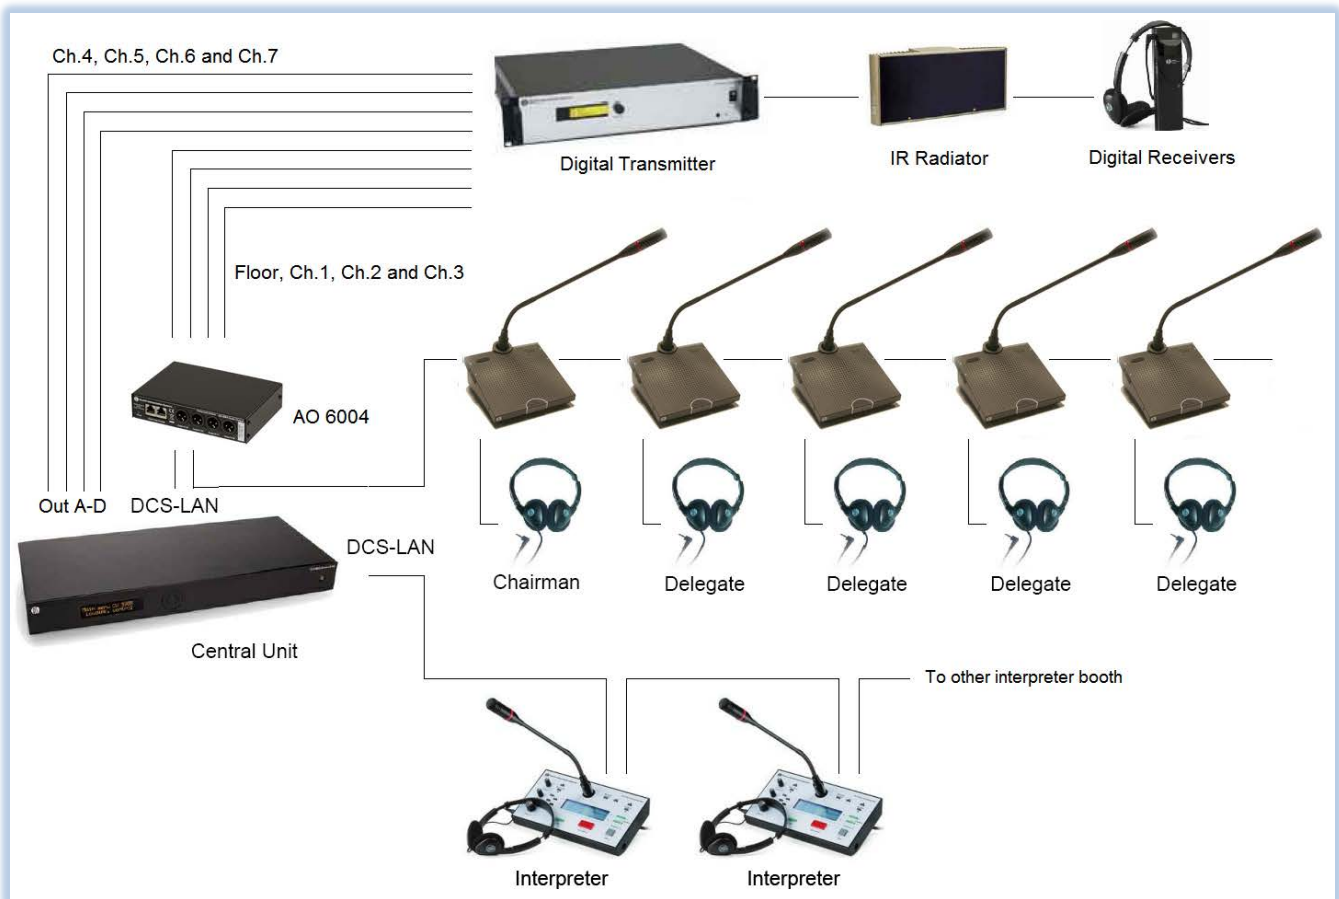 Ch.4, Ch.5, Ch.6 and Ch.7
Digital Transmitter
IR Radiator
Digital Receivers
Floor, Ch.1, Ch.2 and Ch.3
AO 6004
Out A-D
DCS-LAN
DCS-LAN
Chairman
Delegate
Delegate
Delegate
Delegate
Central Unit
To other interpreter booth
Interpreter
Interpreter